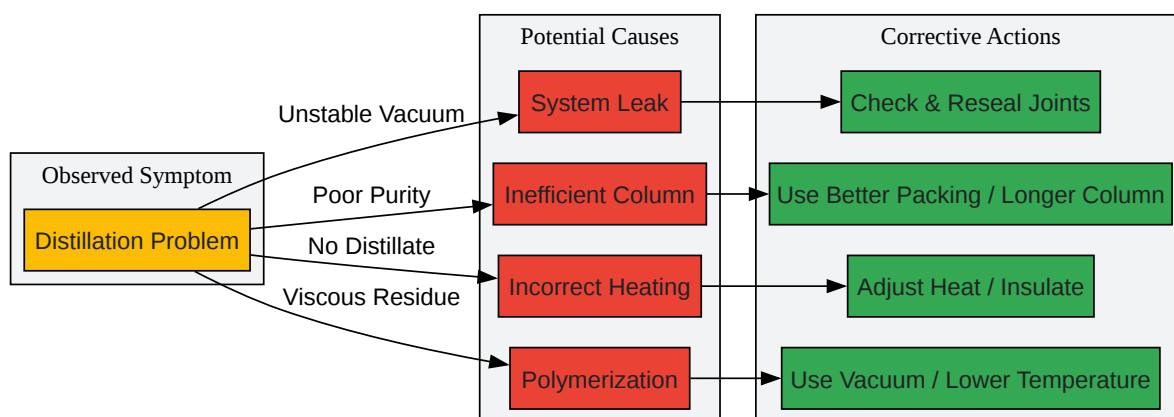 Potential Causes
Corrective Actions
System Leak
Check & Reseal Joints
Unstable Vacuum
Observed Symptom
Poor Purity
Inefficient Column
Use Better Packing / Longer Column
Distillation Problem
No Distillate
Incorrect Heating
Adjust Heat / Insulate
Viscous Residue
Polymerization
Use Vacuum / Lower Temperature